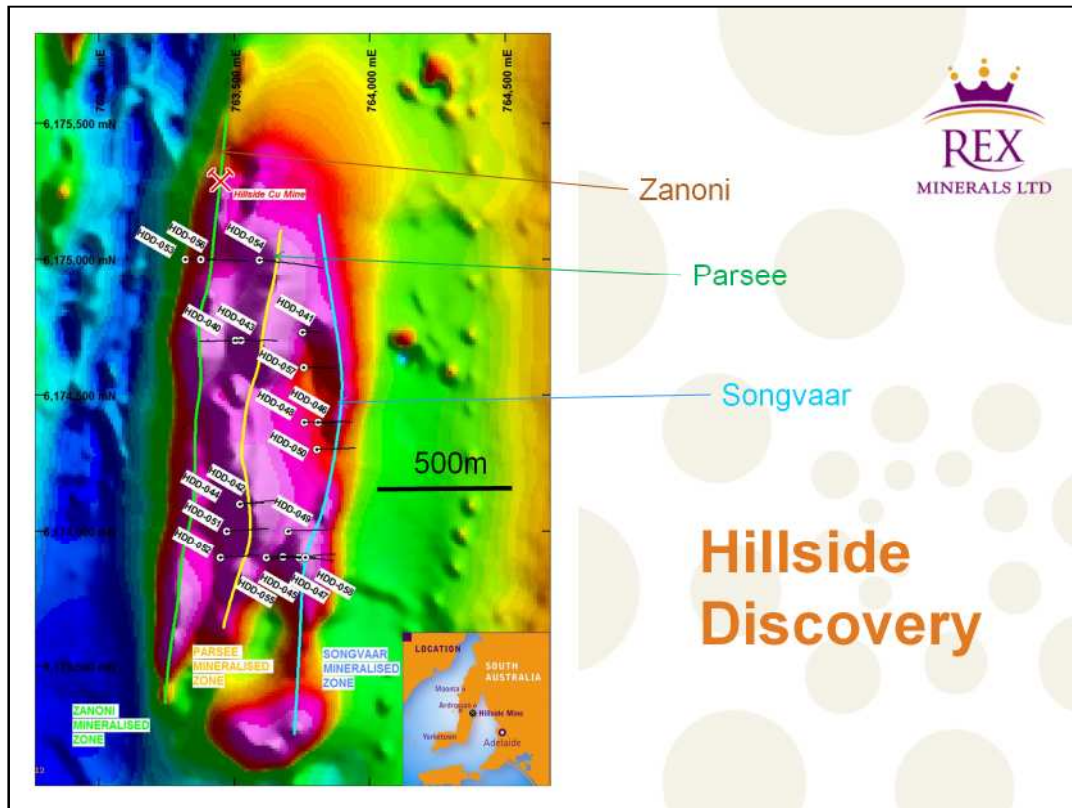 763,500 mE
764,000 mE
764,500 mE
6,175,500 mN
Hillside Cu Mine
HDD-053
HDD-056
HDD-054
6,175,000 mN
HDD-040
HDD-043
HDD-041
HDD-057
6,174,500 mN
HDD-048
HDD-046
HDD-050
500m
HDD-044
HDD-042
HDD-051
HDD-049
HDD-052
HDD-055
HDD-045
HDD-047
HDD-058
PARSEE
MINERALISED
ZONE
SONGVAAR
MINERALISED
ZONE
ZANONI
MINERALISED
ZONE
LOCATION
SOUTH
AUSTRALIA
Moonta
Ardrossan
Hillside Mine
Yorketown
Adelaide
12
REX
MINERALS LTD
Zanoni
Parsee
Songvaar
Hillside
Discovery